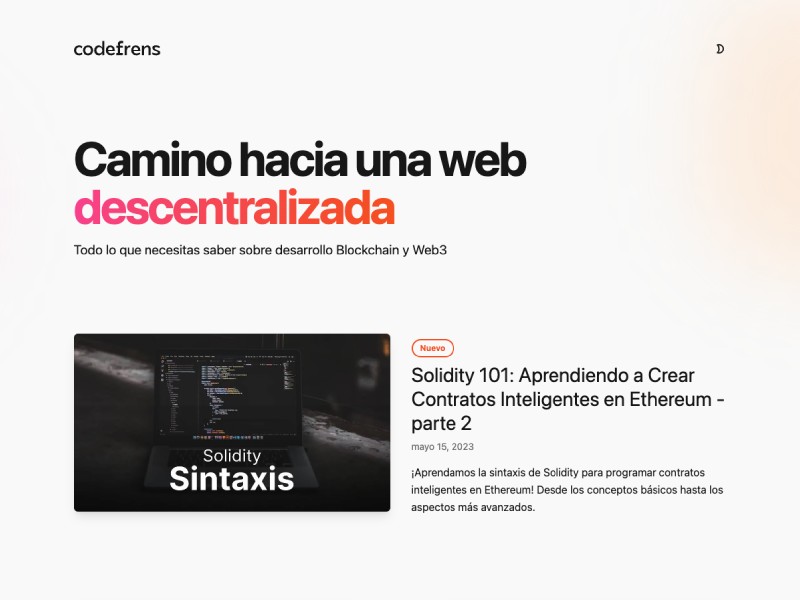 codefrens
Camino hacia una web
descentralizada
Todo lo que necesitas saber sobre desarrollo Blockchain y Web3
Solidity
Sintaxis
Nuevo
Solidity 101: Aprendiendo a Crear
Contratos Inteligentes en Ethereum -
parte 2
mayo 15, 2023
¡Aprendamos la sintaxis de Solidity para programar contratos
inteligentes en Ethereum! Desde los conceptos básicos hasta los
aspectos más avanzados.